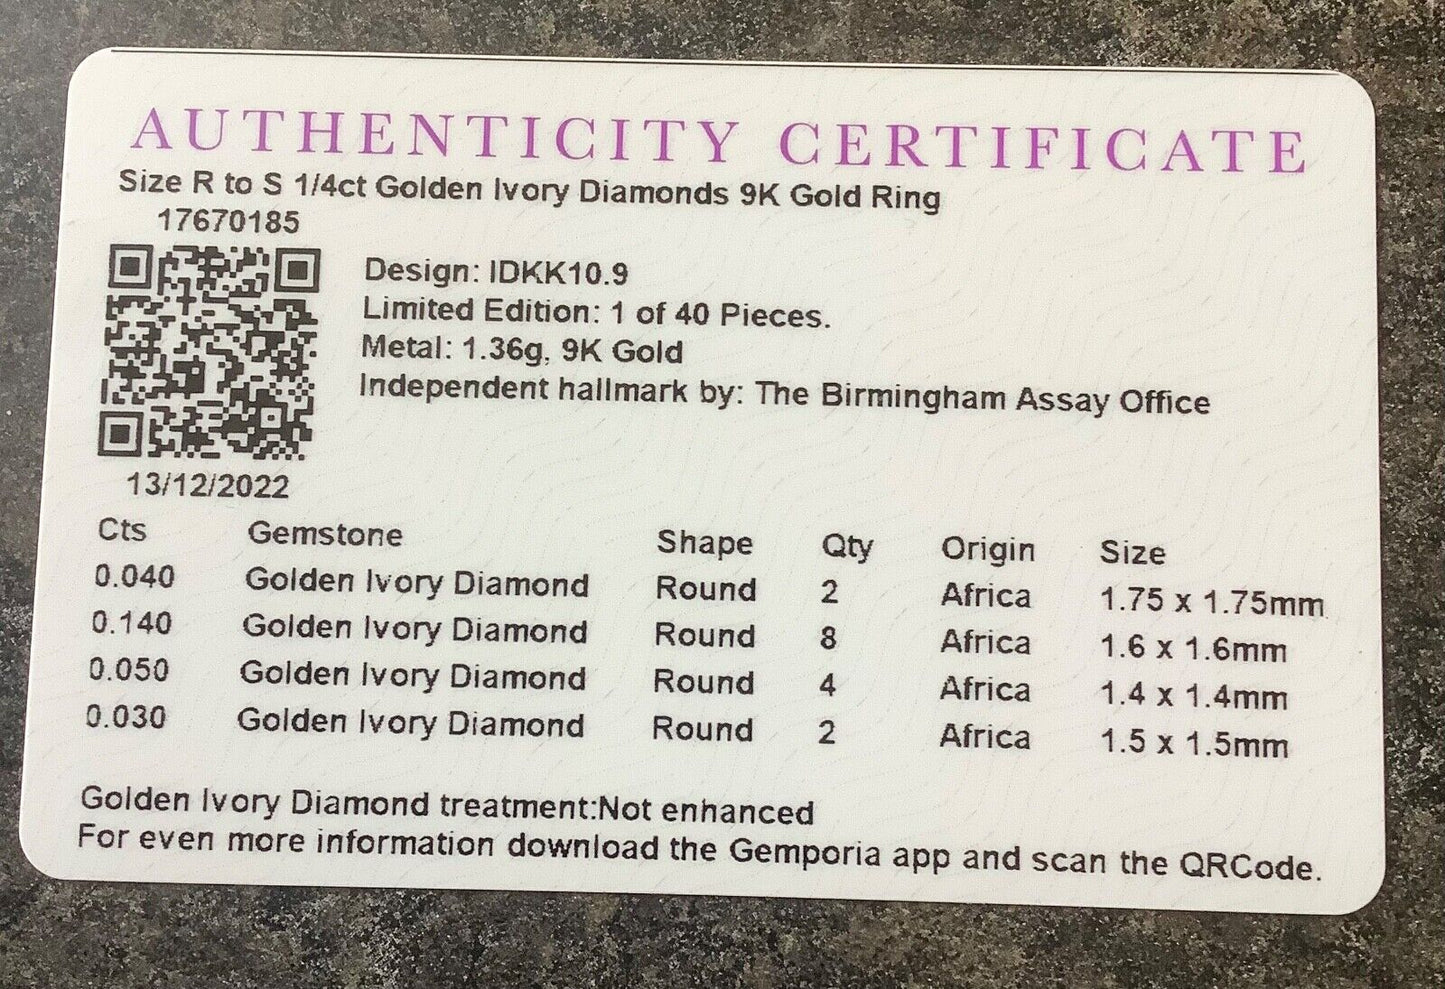 AUTHENTICITY CERTIFICATE
Size R to S 1/4ct Golden Ivory Diamonds 9K Gold Ring
17670185
Design: IDKK10.9
Limited Edition: 1 of 40 Pieces.
Metal: 1.36g, 9K Gold
Independent hallmark by: The Birmingham Assay Office
13/12/2022
Cts Gemstone Shape Qty Origin Size
0.040 Golden Ivory Diamond Round 2 Africa 1.75 x 1.75mm
0.140 Golden Ivory Diamond Round 8 Africa 1.6 x 1.6mm
0.050 Golden Ivory Diamond Round 4 Africa 1.4 x 1.4mm
0.030 Golden Ivory Diamond Round 2 Africa 1.5 x 1.5mm
Golden Ivory Diamond treatment:Not enhanced
For even more information download the Gemporia app and scan the QRCode.